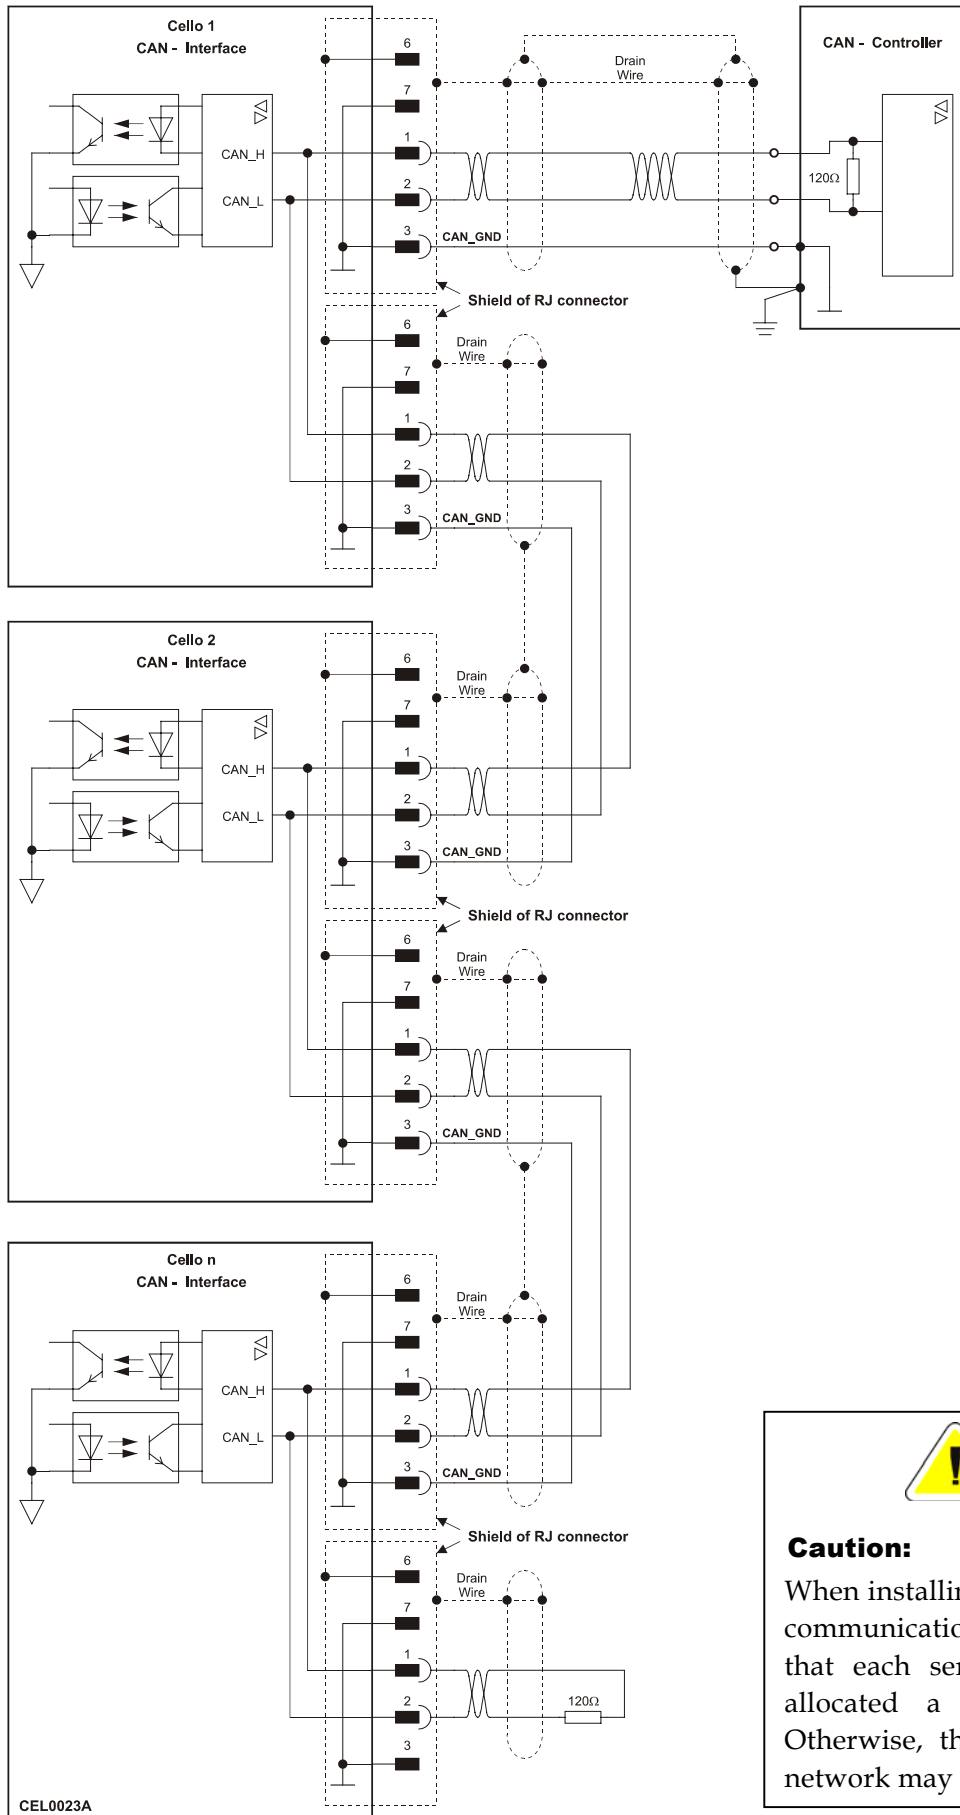 Cello 1
CAN - Interface
CAN_H
CAN_L
6
7
1
2
3
CAN_GND
Drain
Wire
CAN - Controller
120Ω
Shield of RJ connector
6
7
1
2
3
CAN_GND
Drain
Wire
Cello 2
CAN - Interface
CAN_H
CAN_L
6
7
1
2
3
CAN_GND
Drain
Wire
Shield of RJ connector
6
7
1
2
3
CAN_GND
Drain
Wire
Cello n
CAN - Interface
CAN_H
CAN_L
6
7
1
2
3
CAN_GND
Drain
Wire
Shield of RJ connector
6
7
1
2
3
Drain
Wire
120Ω
CEL0023A
!
Caution:
When installin
communicatio
that each ser
allocated a
Otherwise, th
network may